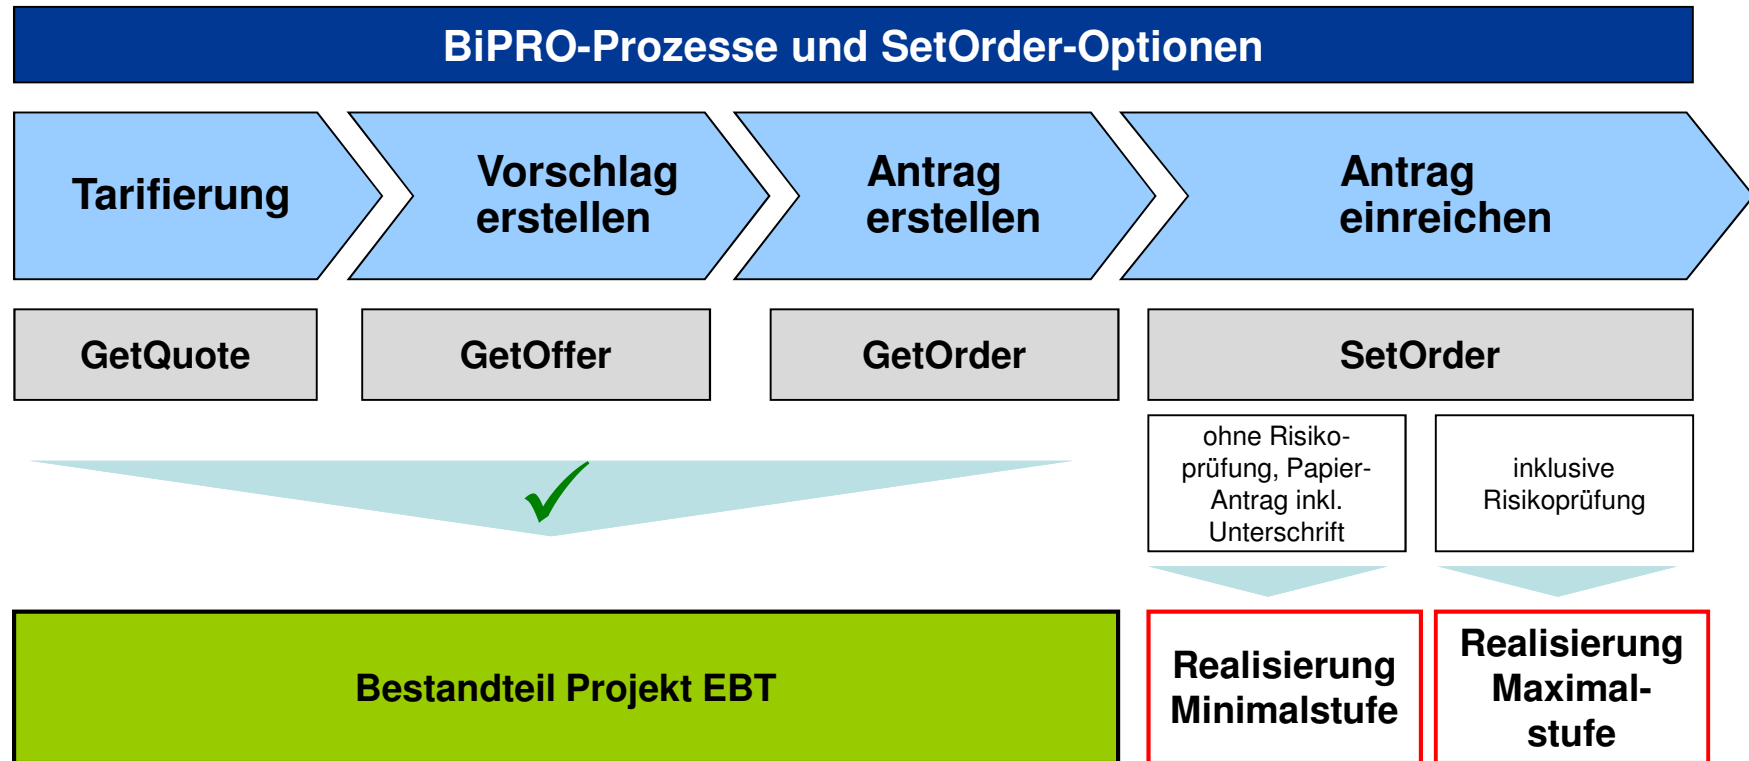 BiPRO-Prozesse und SetOrder-Optionen
Tarifierung
Vorschlag
erstellen
Antrag
erstellen
Antrag
einreichen
GetQuote
GetOffer
GetOrder
SetOrder
ohne Risiko-
prüfung, Papier-
Antrag inkl.
Unterschrift
inklusive
Risikoprüfung
Bestandteil Projekt EBT
Realisierung
Minimalstufe
Realisierung
Maximal-
stufe